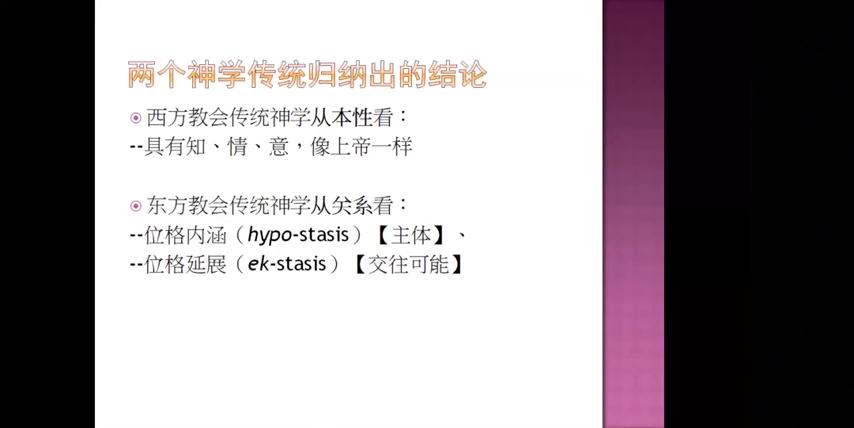 两个神学传统归纳出的结论
西方教会传统神学从本性看：
--具有知、情、意，像上帝一样
东方教会传统神学从关系看：
--位格内涵（hypo-stasis）【主体】、
--位格延展（ek-stasis）【交往可能】